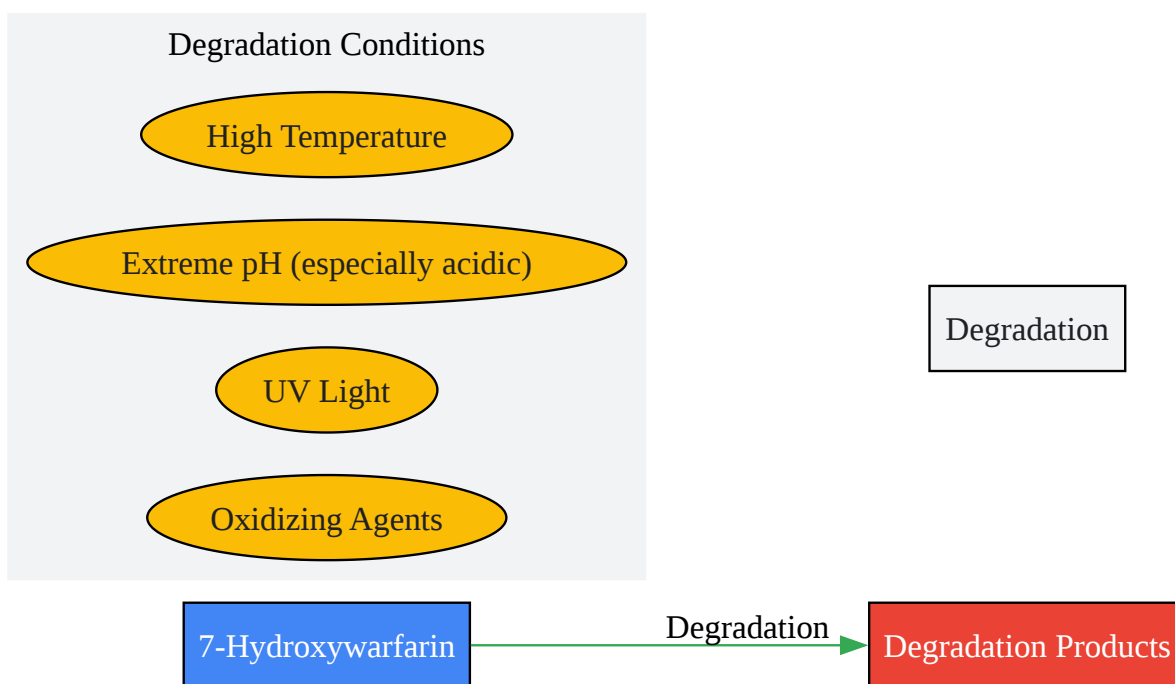 Degradation Conditions
High Temperature
Extreme pH (especially acidic)
UV Light
Oxidizing Agents
Degradation
7-Hydroxywarfarin
Degradation
Degradation Products